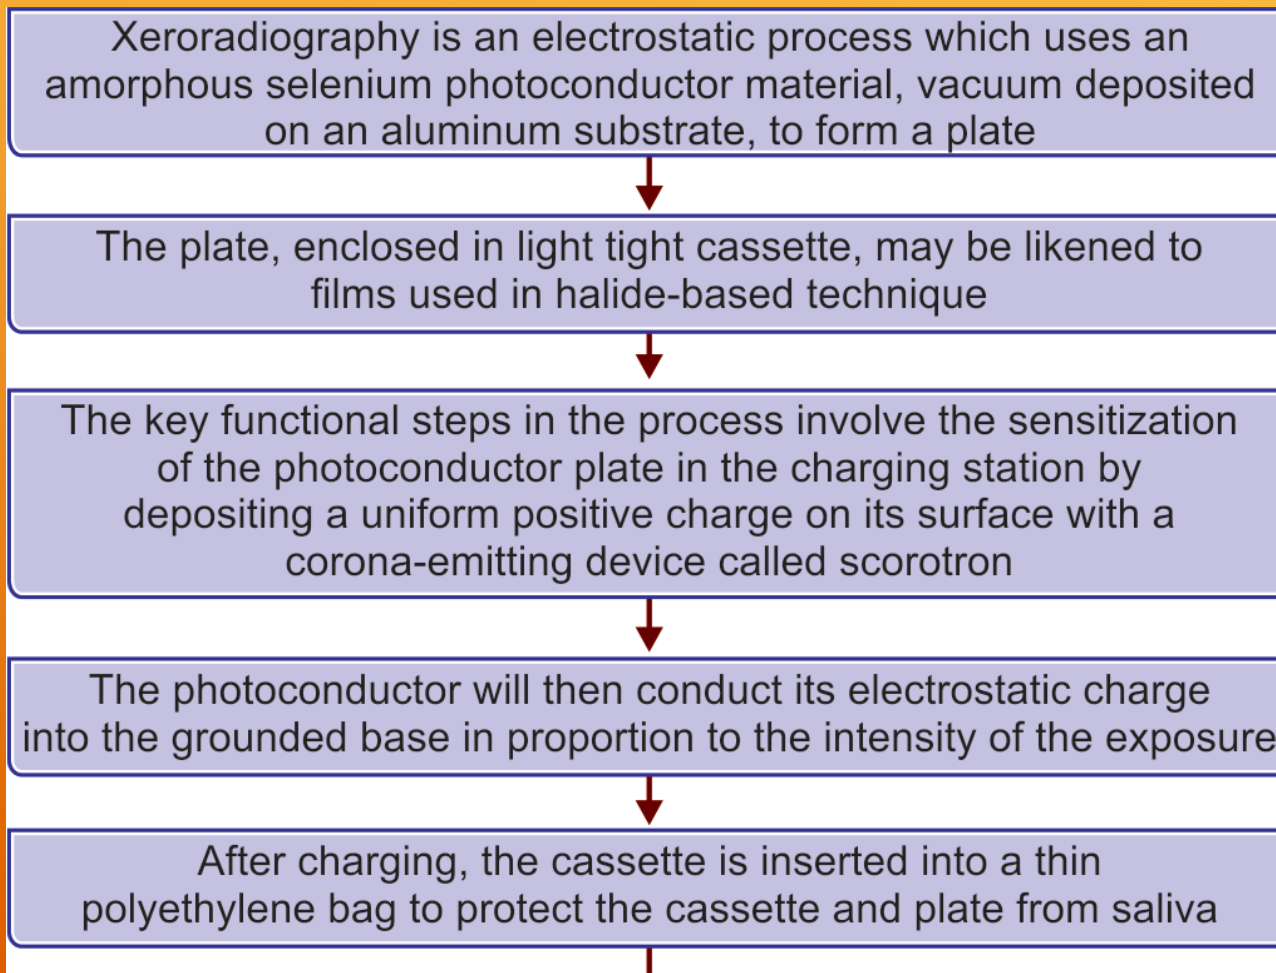 Xeroradiography is an electrostatic process which uses an
amorphous selenium photoconductor material, vacuum deposited
on an aluminum substrate, to form a plate
The plate, enclosed in light tight cassette, may be likened to
films used in halide-based technique
The key functional steps in the process involve the sensitization
of the photoconductor plate in the charging station by
depositing a uniform positive charge on its surface with a
corona-emitting device called scorotron
The photoconductor will then conduct its electrostatic charge
into the grounded base in proportion to the intensity of the exposure
After charging, the cassette is inserted into a thin
polyethylene bag to protect the cassette and plate from saliva